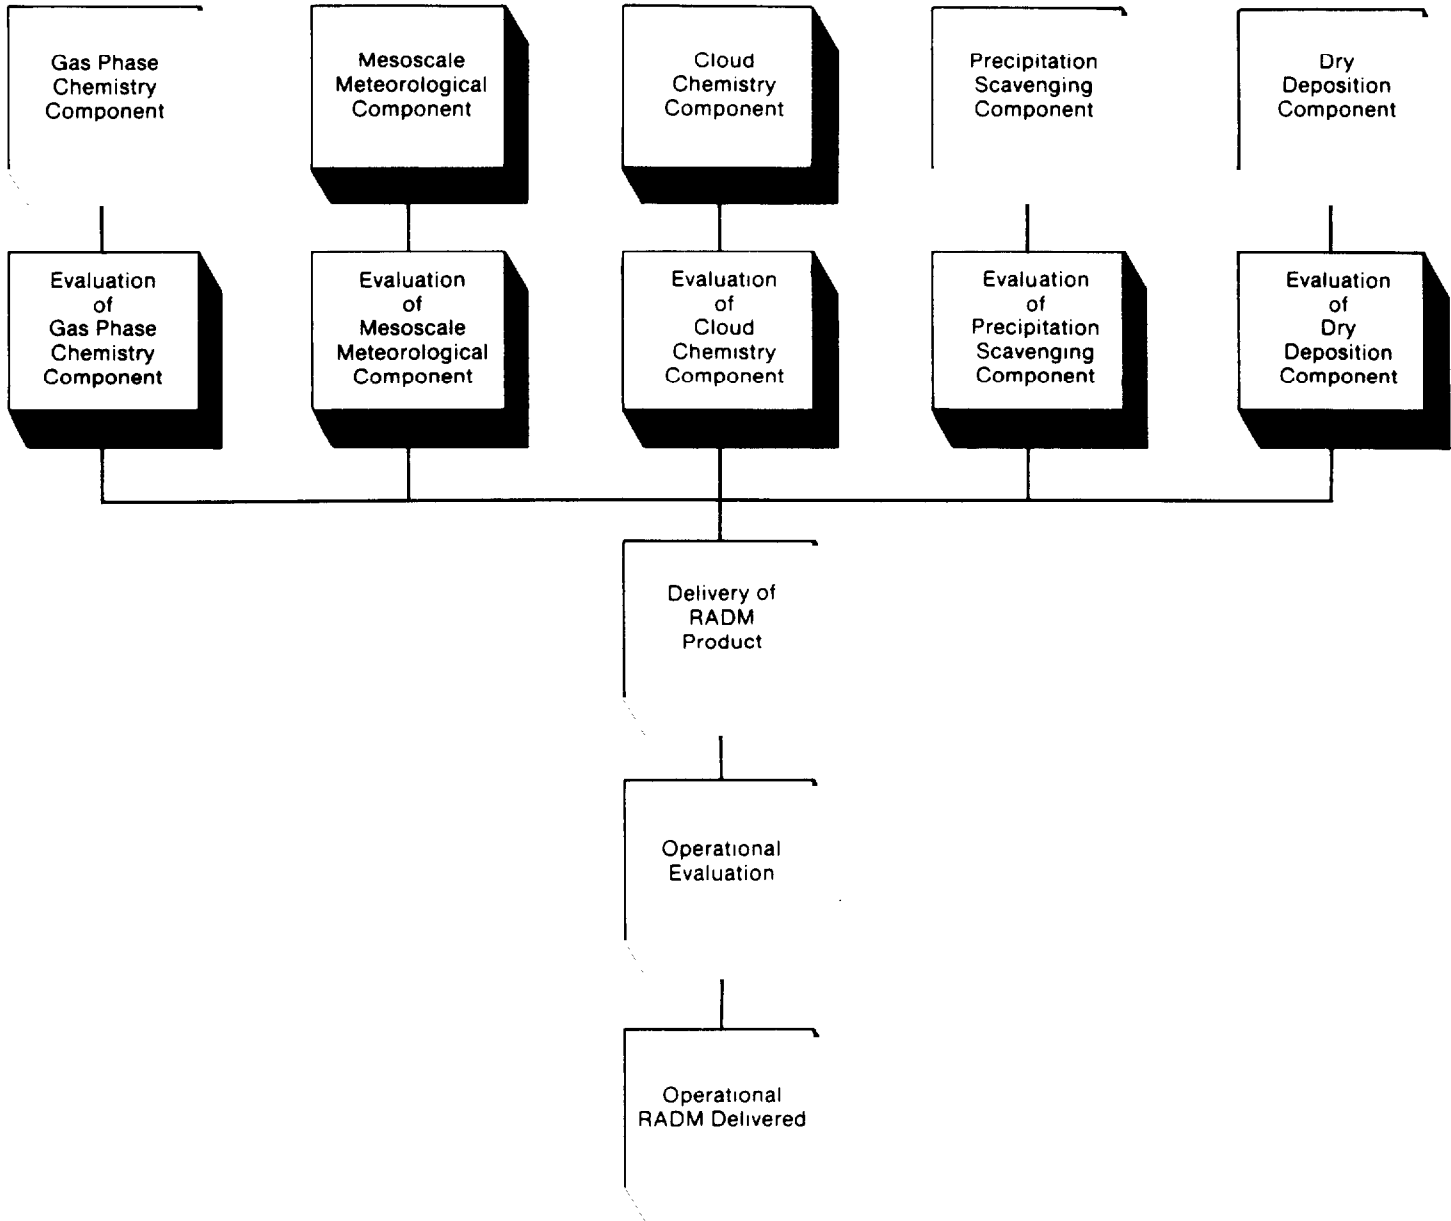 Gas Phase
Chemistry
Component
Mesoscale
Meteorological
Component
Cloud
Chemistry
Component
Precipitation
Scavenging
Component
Dry
Deposition
Component
Evaluation
of
Gas Phase
Chemistry
Component
Evaluation
of
Mesoscale
Meteorological
Component
Evaluation
of
Cloud
Chemistry
Component
Evaluation
of
Precipitation
Scavenging
Component
Evaluation
of
Dry
Deposition
Component
Delivery of
RADM
Product
Operational
Evaluation
Operational
RADM Delivered